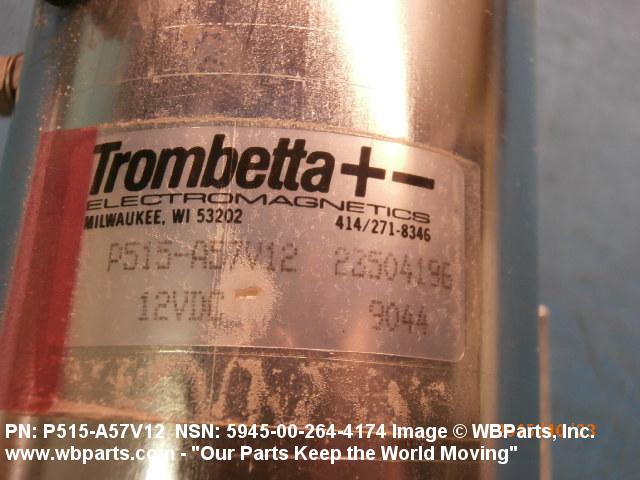 Trombetta+-
ELECTROMAGNETICS
MILWAUKEE, WI 53202 414/271-8346
P515-A57V12 23504196
12VDC 9044
PN: P515-A57V12 NSN: 5945-00-264-4174 Image © WBParts, Inc.
www.wbparts.com - "Our Parts Keep the World Moving"